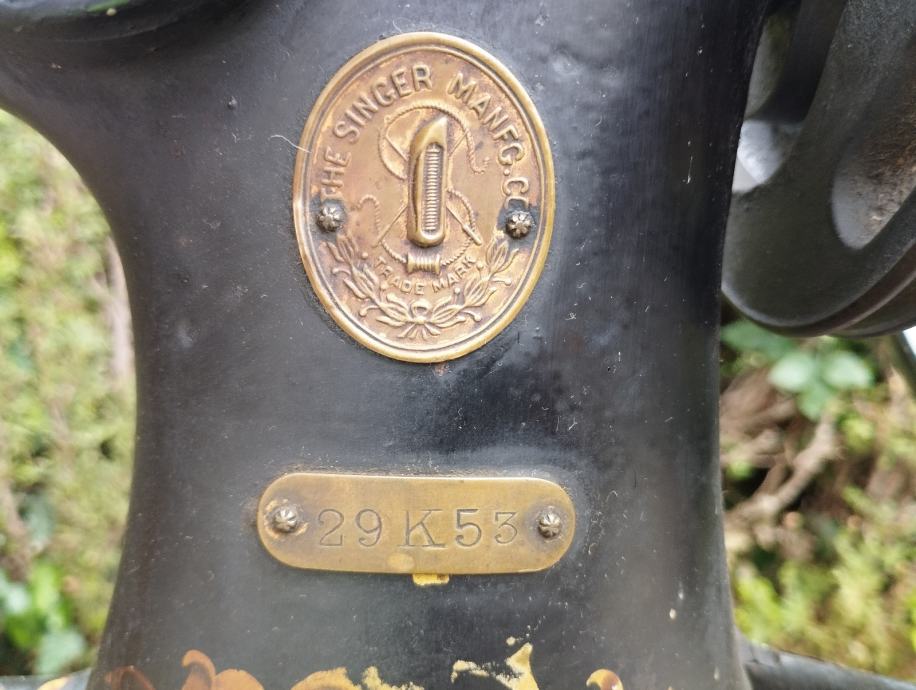 THE SINGER MANFG. CO
TRADE MARK
29K53